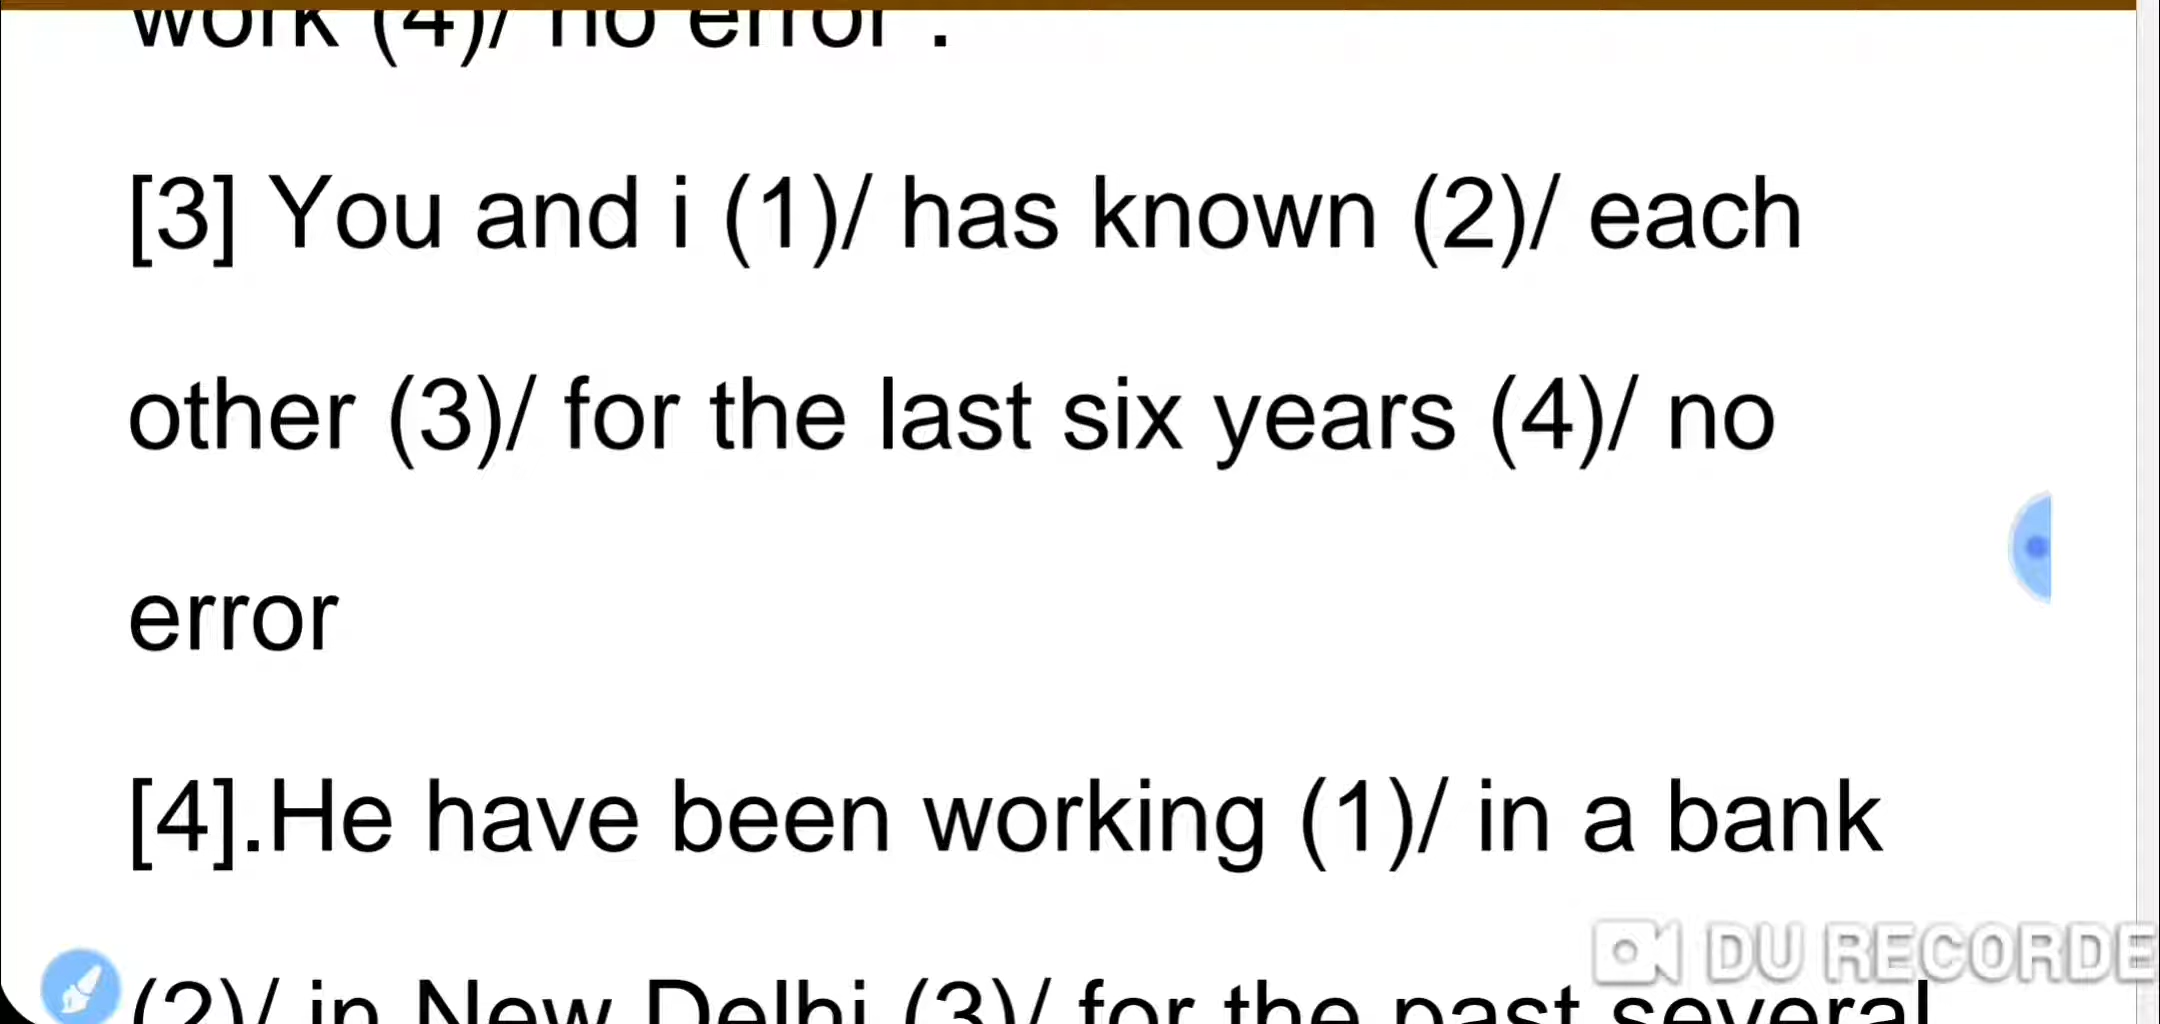 work (4)/ no error .
[3] You and i (1)/ has known (2)/ each
other (3)/ for the last six years (4)/ no
error
[4].He have been working (1)/ in a bank
DU RECORDE
(2)/ in New Delhi (3)/ for the past several